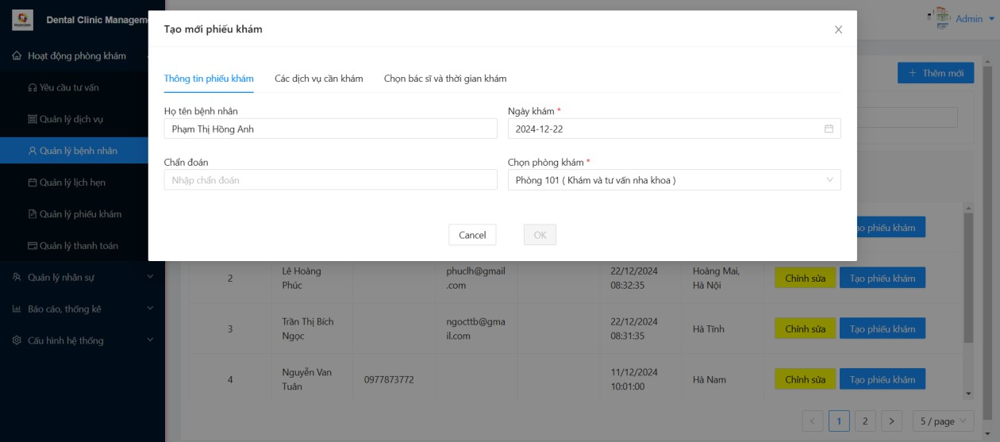 Dental Clinic Managem
Admin
Hoạt động phòng khám
Yêu cầu tư vấn
Quản lý dịch vụ
Quản lý bệnh nhân
Quản lý lịch hẹn
Quản lý phiếu khám
Quản lý thanh toán
Quản lý nhân sự
Báo cáo, thống kê
Cấu hình hệ thống
Tạo mới phiếu khám
Thông tin phiếu khám Các dịch vụ cần khám Chọn bác sĩ và thời gian khám
Họ tên bệnh nhân Ngày khám *
Phạm Thị Hồng Anh 2024-12-22
Chẩn đoán Chọn phòng khám *
Nhập chẩn đoán Phòng 101 ( Khám và tư vấn nha khoa )
Cancel OK
+ Thêm mới
o phiếu khám
2 Lê Hoàng Phúc phuclh@gmail.com 22/12/2024 08:32:35 Hoàng Mai, Hà Nội Chỉnh sửa Tạo phiếu khám
3 Trần Thị Bích Ngọc ngocttb@gmail.com 22/12/2024 08:31:35 Hà Tĩnh Chỉnh sửa Tạo phiếu khám
4 Nguyễn Van Tuân 0977873772 11/12/2024 10:01:00 Hà Nam Chỉnh sửa Tạo phiếu khám
< 1 2 > 5 / page